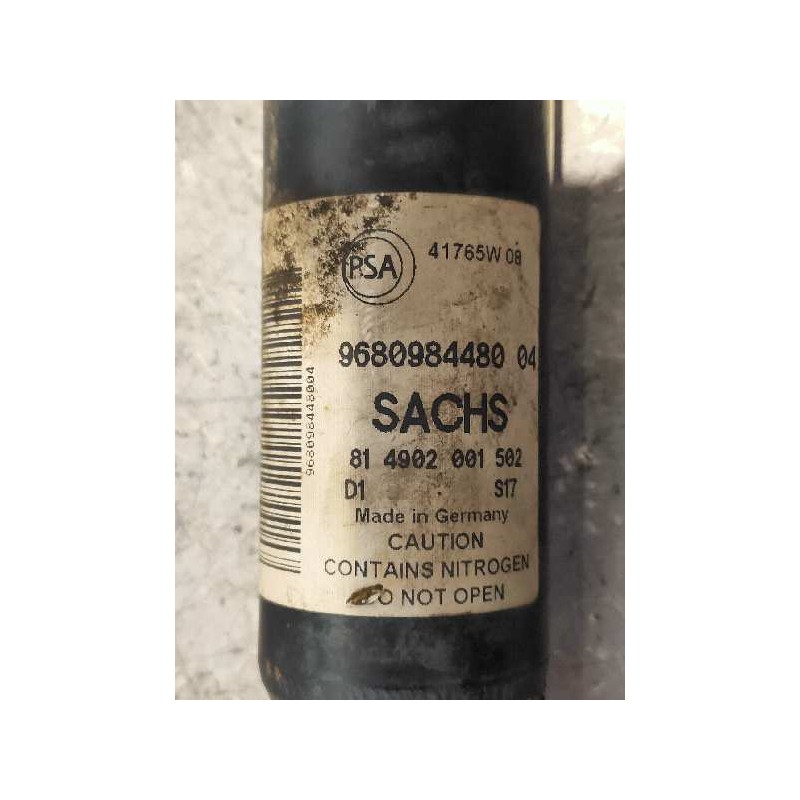 PSA
41765W 08
9680984480 04
SACHS
81 4902 001 502
D1 S17
Made in Germany
CAUTION
CONTAINS NITROGEN
DO NOT OPEN
968098448004